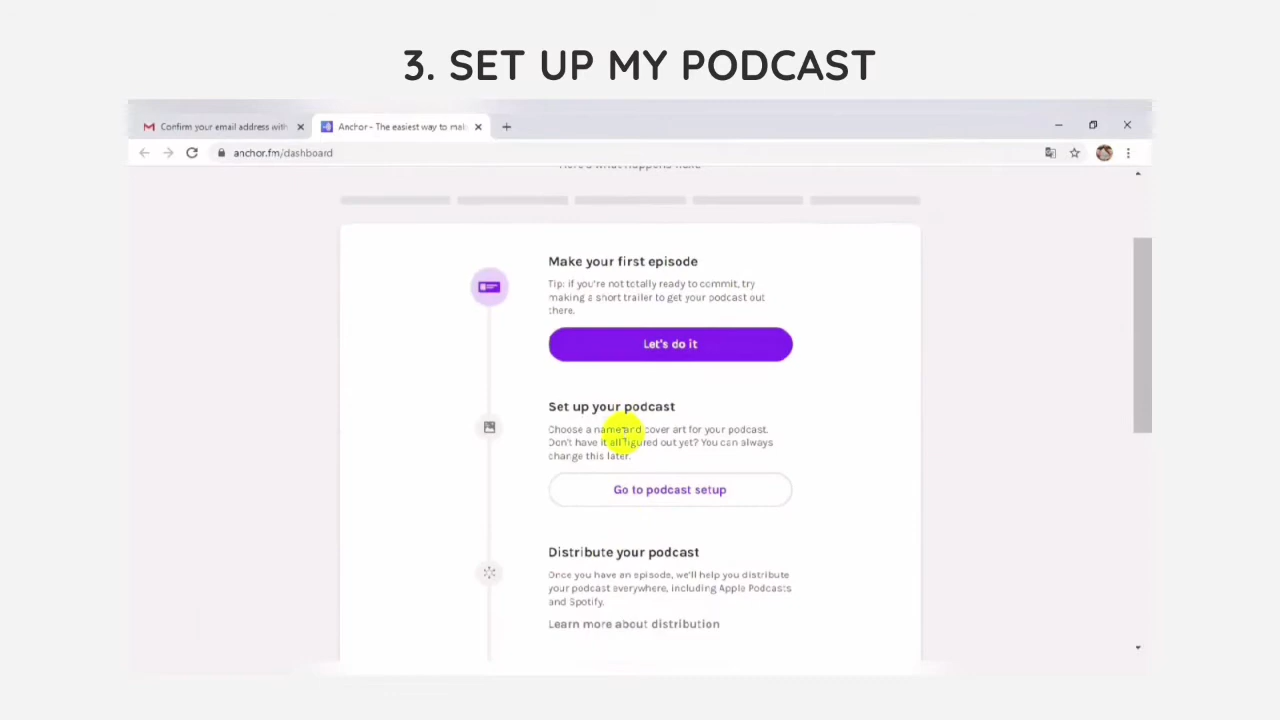 3. SET UP MY PODCAST
Confirm your email address with
Anchor - The easiest way to mak
anchor.fm/dashboard
Make your first episode
Tip: if you're not totally ready to commit, try
making a short trailer to get your podcast out
there.
Let's do it
Set up your podcast
Choose a name and cover art for your podcast.
Don't have it all figured out yet? You can always
change this later.
Go to podcast setup
Distribute your podcast
Once you have an episode, we'll help you distribute
your podcast everywhere, including Apple Podcasts
and Spotify.
Learn more about distribution